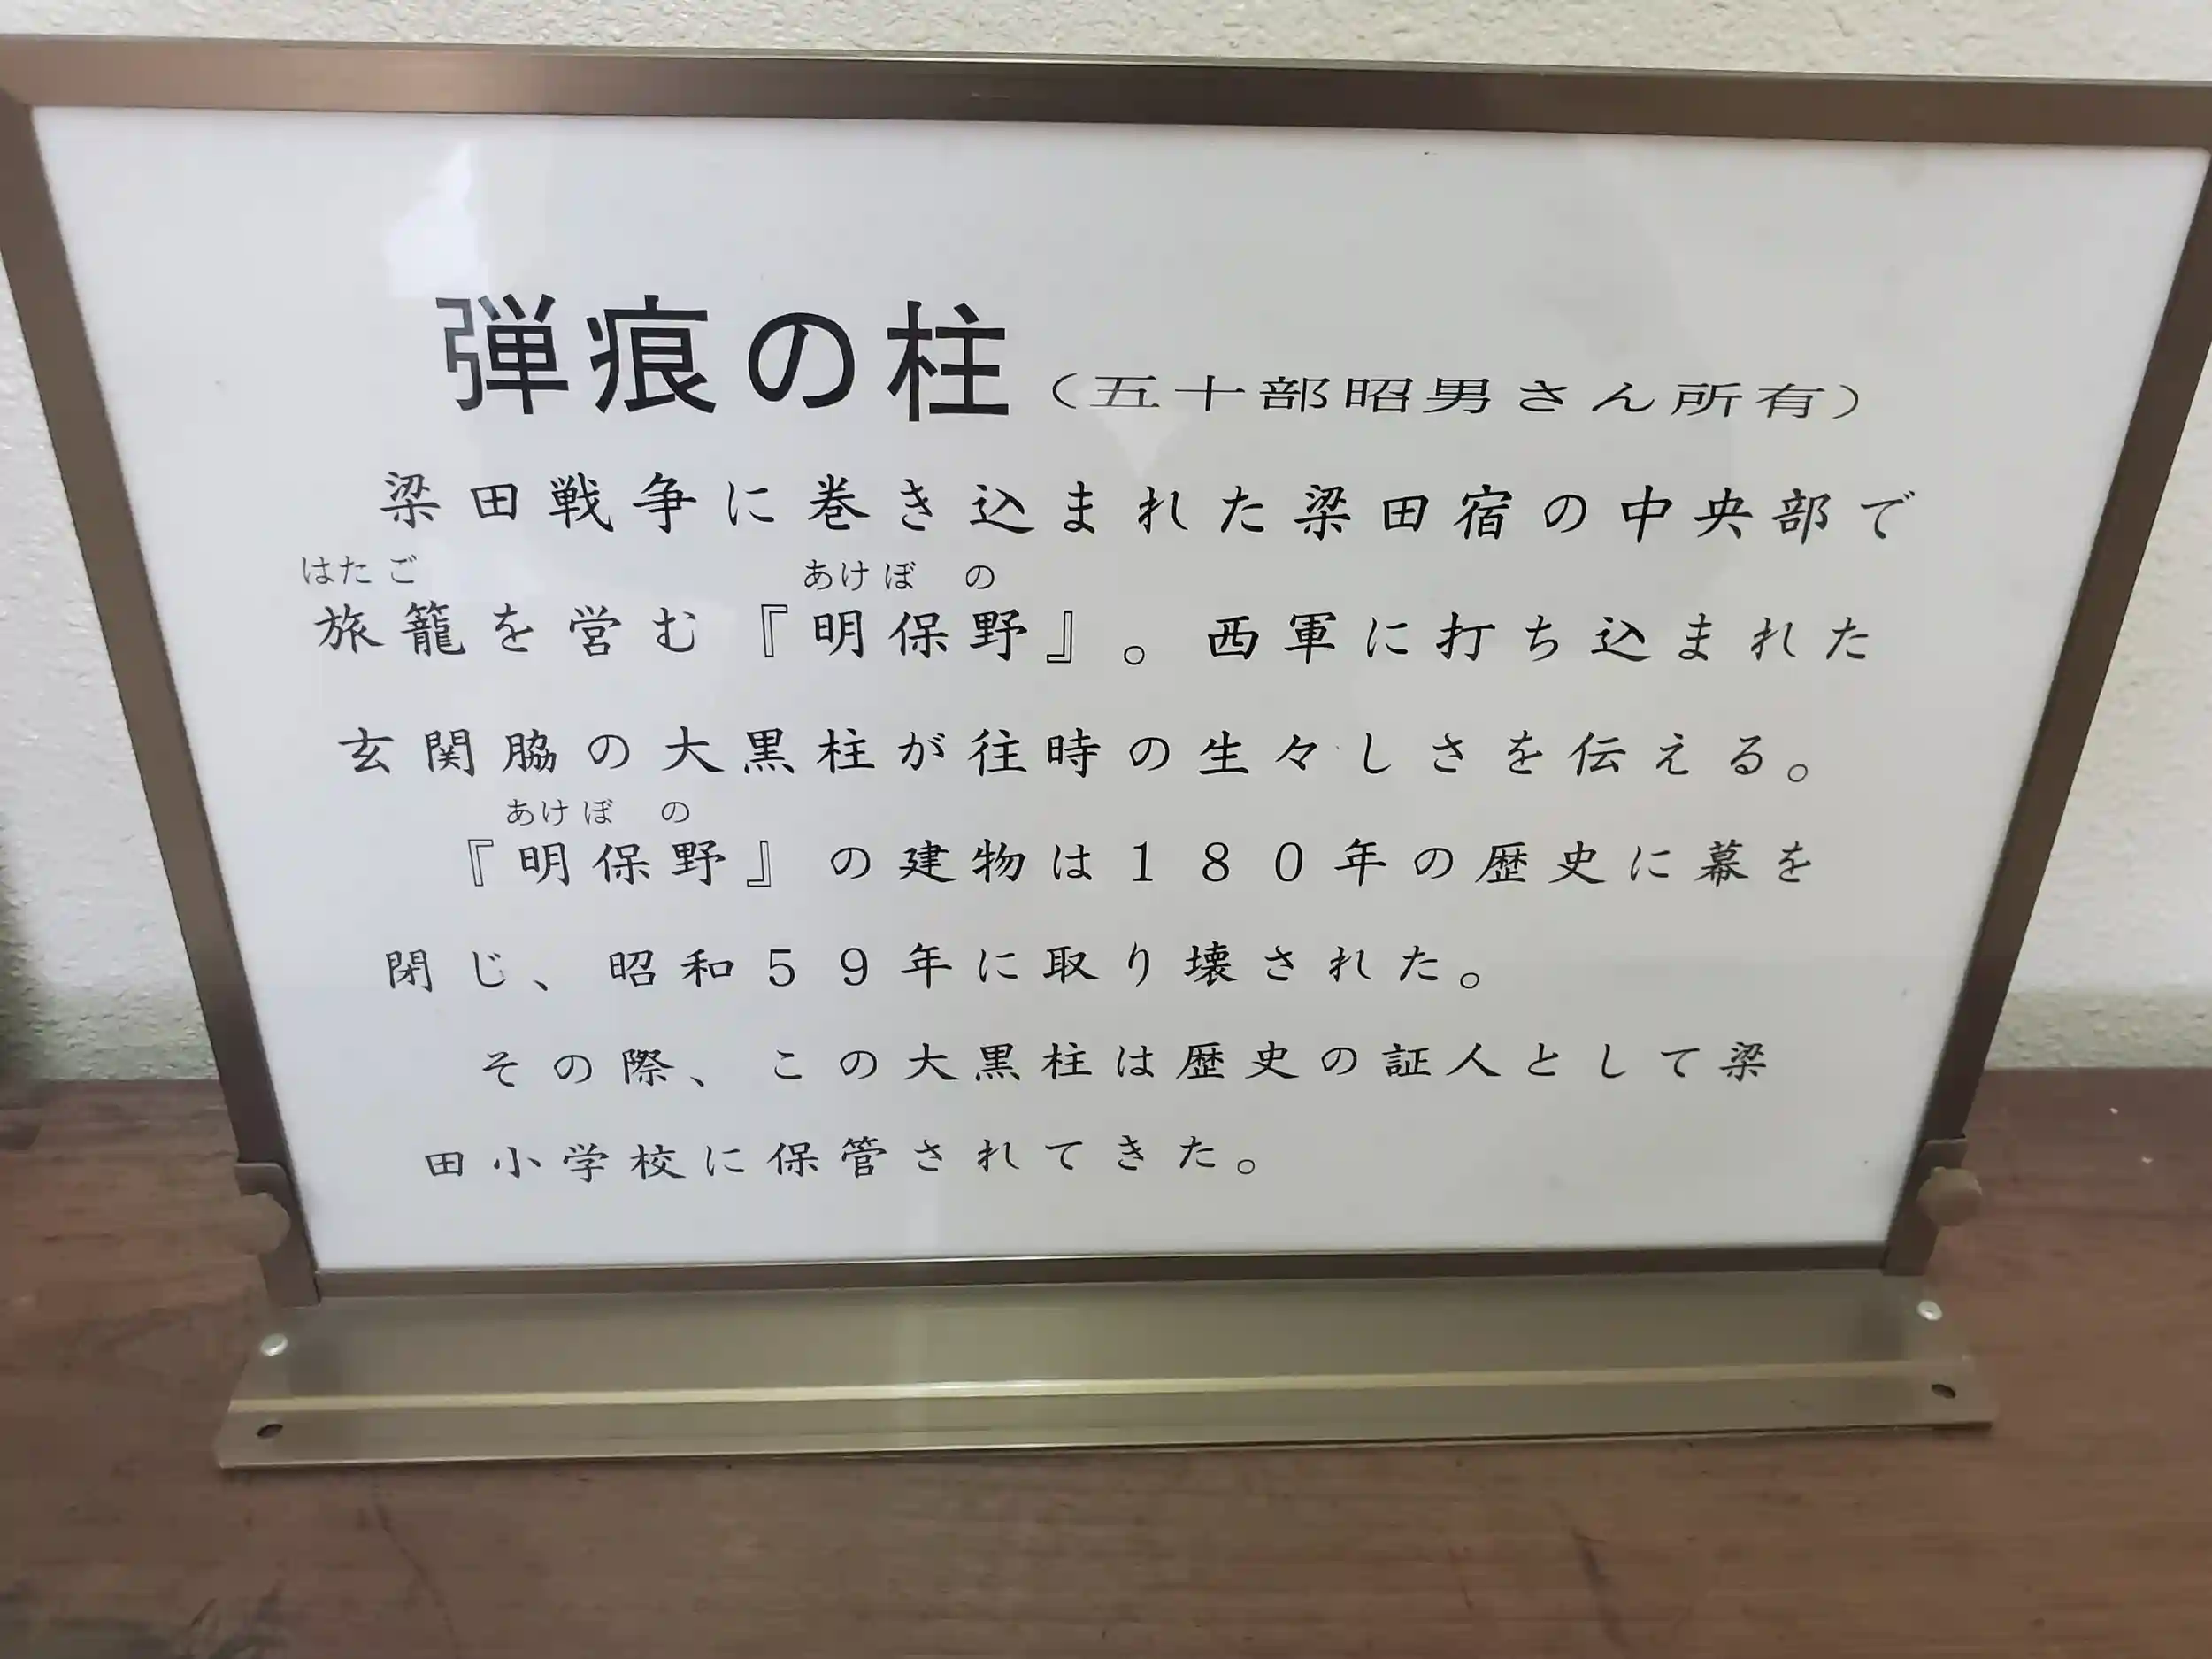 弾痕の柱（五十部昭男さん所有）
梁田戦争に巻き込まれた梁田宿の中央部で
はたご あけぼの
旅籠を営む『明保野』。西軍に打ち込まれた
玄関脇の大黒柱が往時の生々しさを伝える。
あけぼの
『明保野』の建物は１８０年の歴史に幕を
閉じ、昭和５９年に取り壊された。
その際、この大黒柱は歴史の証人として梁
田小学校に保管されてきた。